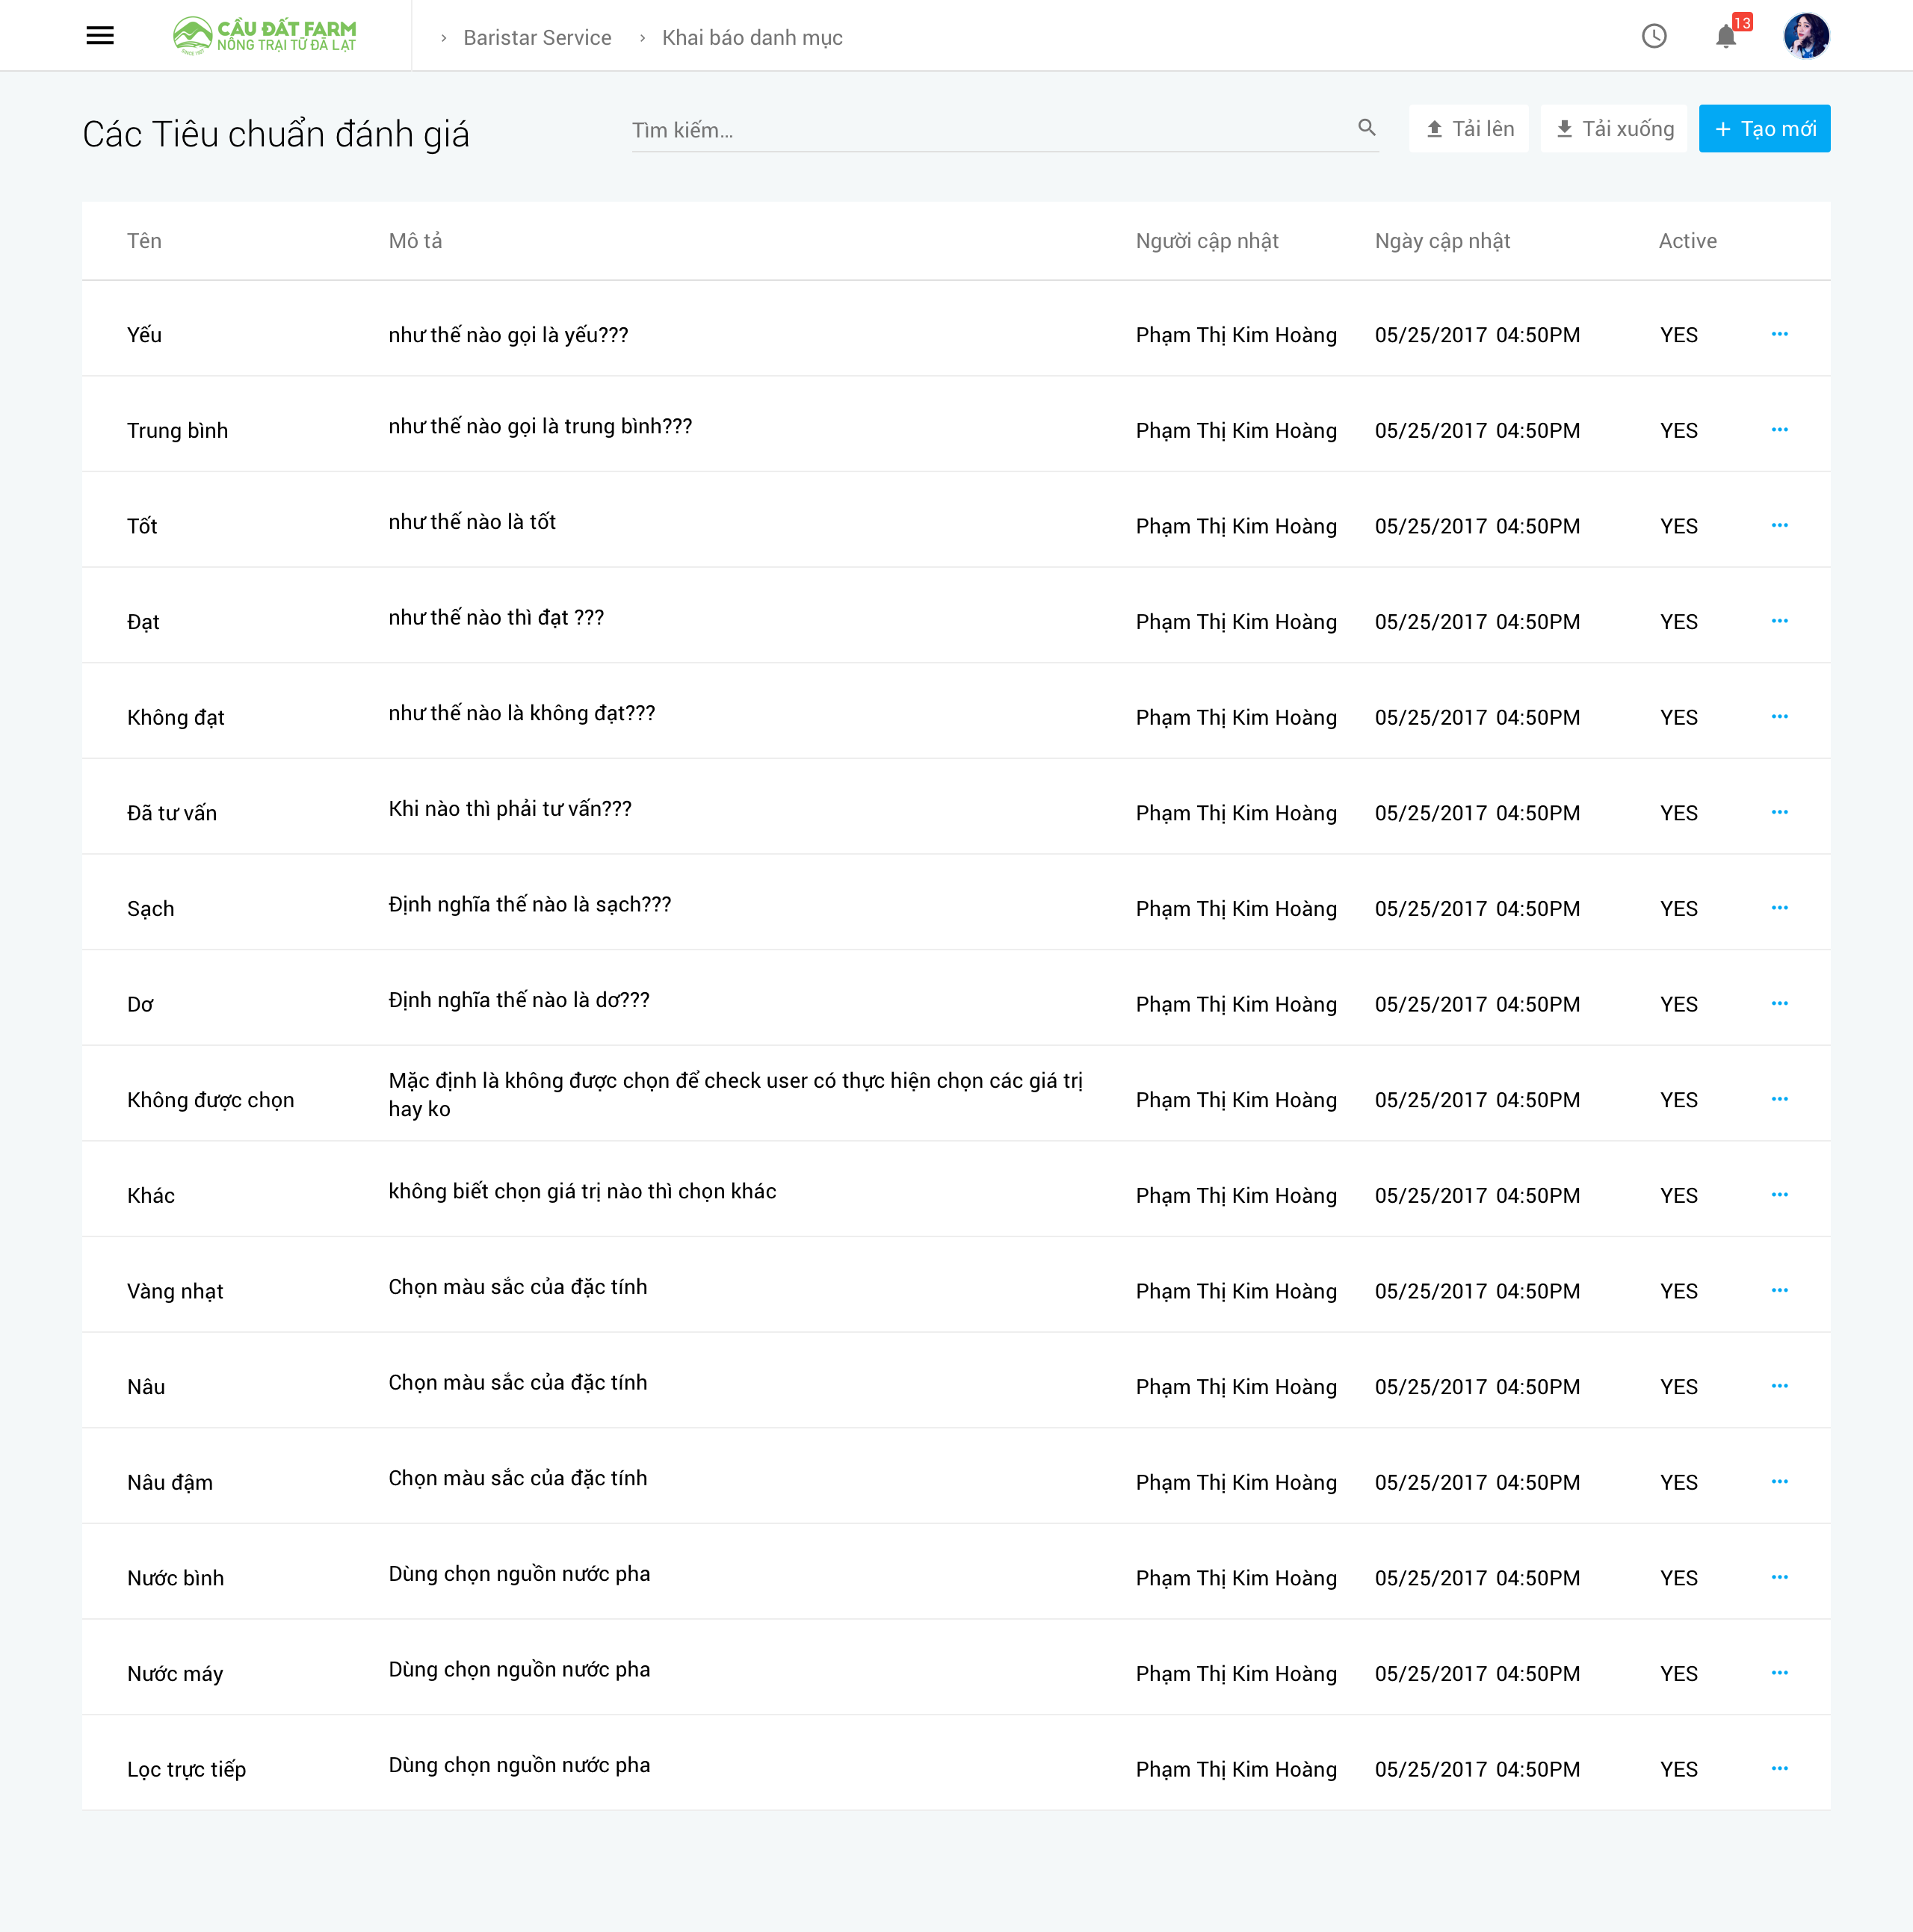 CẦU ĐẤT FARM
NÔNG TRẠI TỪ ĐÀ LẠT
› Baristar Service › Khai báo danh mục
13
Các Tiêu chuẩn đánh giá
Tìm kiếm...
Tải lên
Tải xuống
+ Tạo mới
Tên Mô tả Người cập nhật Ngày cập nhật Active
Yếu như thế nào gọi là yếu??? Phạm Thị Kim Hoàng 05/25/2017 04:50PM YES
Trung bình như thế nào gọi là trung bình??? Phạm Thị Kim Hoàng 05/25/2017 04:50PM YES
Tốt như thế nào là tốt Phạm Thị Kim Hoàng 05/25/2017 04:50PM YES
Đạt như thế nào thì đạt ??? Phạm Thị Kim Hoàng 05/25/2017 04:50PM YES
Không đạt như thế nào là không đạt??? Phạm Thị Kim Hoàng 05/25/2017 04:50PM YES
Đã tư vấn Khi nào thì phải tư vấn??? Phạm Thị Kim Hoàng 05/25/2017 04:50PM YES
Sạch Định nghĩa thế nào là sạch??? Phạm Thị Kim Hoàng 05/25/2017 04:50PM YES
Dơ Định nghĩa thế nào là dơ??? Phạm Thị Kim Hoàng 05/25/2017 04:50PM YES
Không được chọn Mặc định là không được chọn để check user có thực hiện chọn các giá trị
hay ko Phạm Thị Kim Hoàng 05/25/2017 04:50PM YES
Khác không biết chọn giá trị nào thì chọn khác Phạm Thị Kim Hoàng 05/25/2017 04:50PM YES
Vàng nhạt Chọn màu sắc của đặc tính Phạm Thị Kim Hoàng 05/25/2017 04:50PM YES
Nâu Chọn màu sắc của đặc tính Phạm Thị Kim Hoàng 05/25/2017 04:50PM YES
Nâu đậm Chọn màu sắc của đặc tính Phạm Thị Kim Hoàng 05/25/2017 04:50PM YES
Nước bình Dùng chọn nguồn nước pha Phạm Thị Kim Hoàng 05/25/2017 04:50PM YES
Nước máy Dùng chọn nguồn nước pha Phạm Thị Kim Hoàng 05/25/2017 04:50PM YES
Lọc trực tiếp Dùng chọn nguồn nước pha Phạm Thị Kim Hoàng 05/25/2017 04:50PM YES